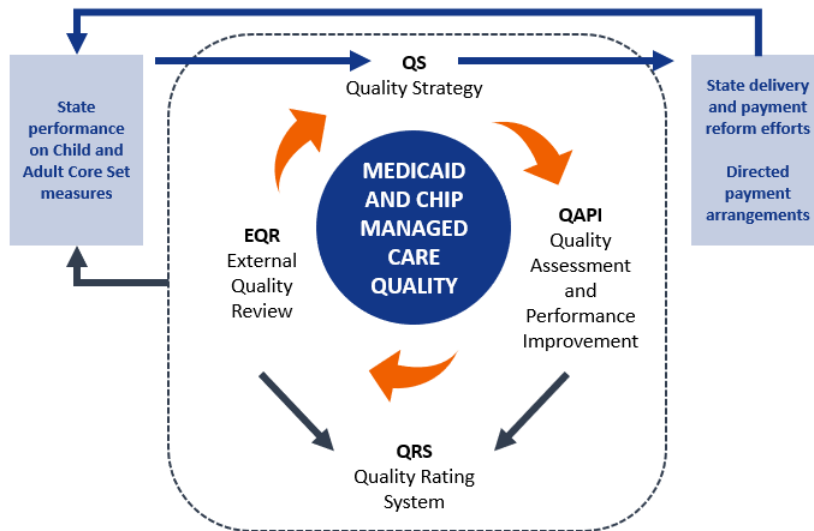 QS
Quality Strategy
State
performance
on Child and
Adult Core Set
measures
State delivery
and payment
reform efforts
Directed
payment
arrangements
MEDICAID
AND CHIP
MANAGED
CARE
QUALITY
EQR
External
Quality
Review
QAPI
Quality
Assessment
and
Performance
Improvement
QRS
Quality Rating
System